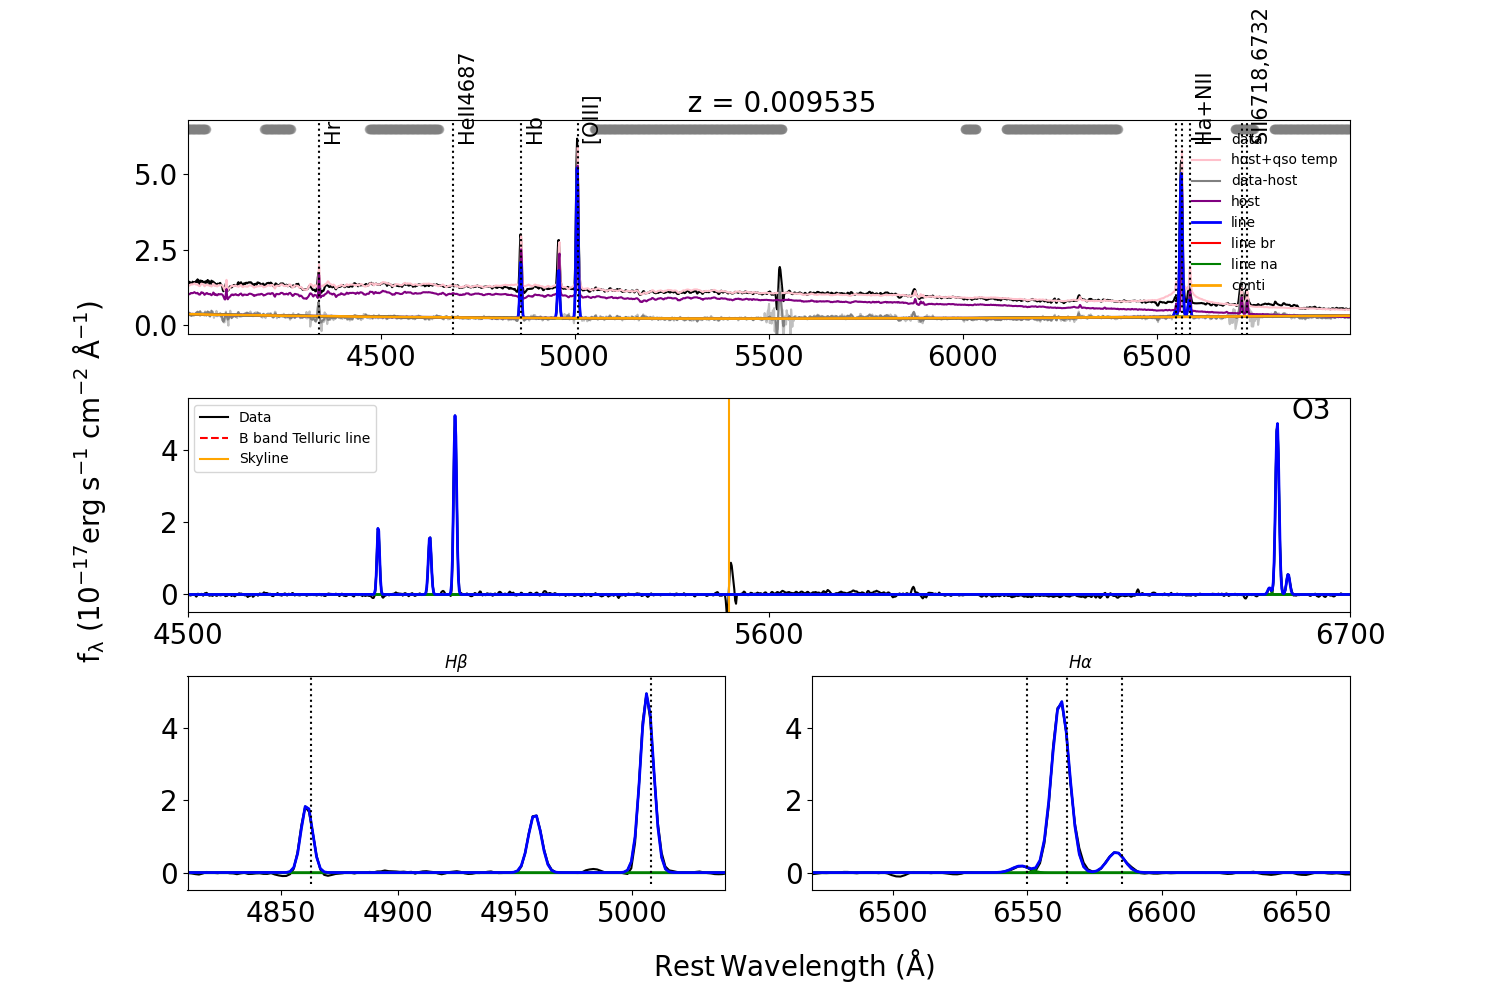 z = 0.009535
Hr
HeII4687
Hb
[OIII]
Ha+NII
SII6718,6732
data
host+qso temp
data-host
host
line
line br
line na
conti
5.0
2.5
0.0
4500
5000
5500
6000
6500
fλ (10⁻¹⁷erg s⁻¹ cm⁻² Å⁻¹)
Data
B band Telluric line
Skyline
O3
4
2
0
4500
5600
6700
Hβ
4
2
0
4850
4900
4950
5000
Hα
4
2
0
6500
6550
6600
6650
Rest Wavelength (Å)